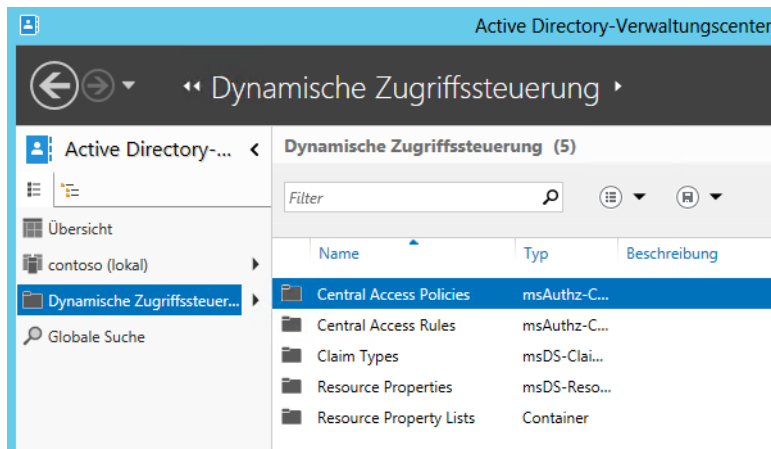 Active Directory-Verwaltungscenter
Dynamische Zugriffssteuerung
Active Directory-...
Dynamische Zugriffssteuerung (5)
Filter
Übersicht
contoso (lokal)
Dynamische Zugriffssteuer...
Globale Suche
Name Typ Beschreibung
Central Access Policies msAuthz-C...
Central Access Rules msAuthz-C...
Claim Types msDS-Clai...
Resource Properties msDS-Reso...
Resource Property Lists Container